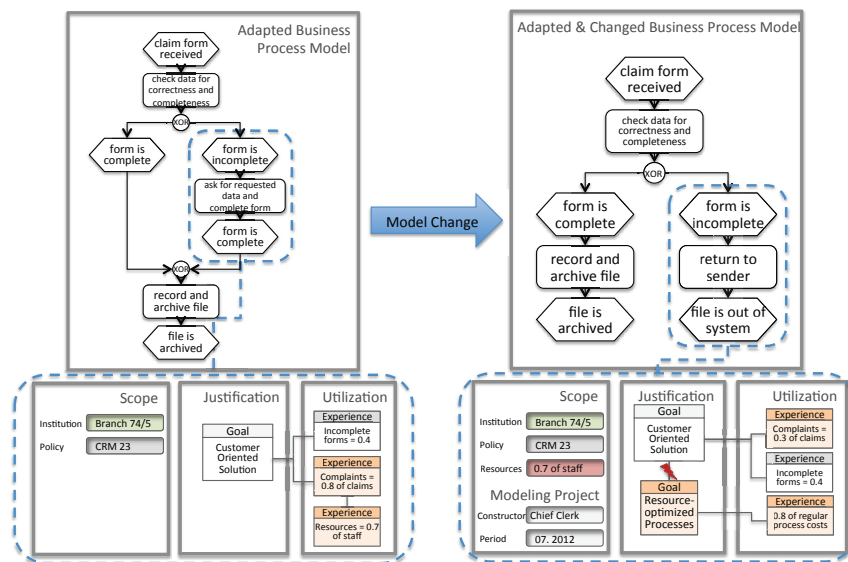 Adapted Business
Process Model
claim form
received
check data for
correctness and
completeness
XOR
form is
complete
form is
incomplete
ask for requested
data and
complete form
form is
complete
XOR
record and
archive file
file is
archived
Model Change
Adapted & Changed Business Process Model
claim form
received
check data for
correctness and
completeness
XOR
form is
complete
form is
incomplete
record and
archive file
return to
sender
file is
archived
file is out of
system
Scope
Institution
Branch 74/5
Policy
CRM 23
Justification
Goal
Customer
Oriented
Solution
Utilization
Experience
Incomplete
forms = 0.4
Experience
Complaints =
0.8 of claims
Experience
Resources = 0.7
of staff
Scope
Institution
Branch 74/5
Policy
CRM 23
Resources
0.7 of staff
Modeling Project
Constructor
Chief Clerk
Period
07. 2012
Justification
Goal
Customer
Oriented
Solution
Goal
Resource-
optimized
Processes
Utilization
Experience
Complaints =
0.3 of claims
Experience
Incomplete
forms = 0.4
Experience
0.8 of regular
process costs